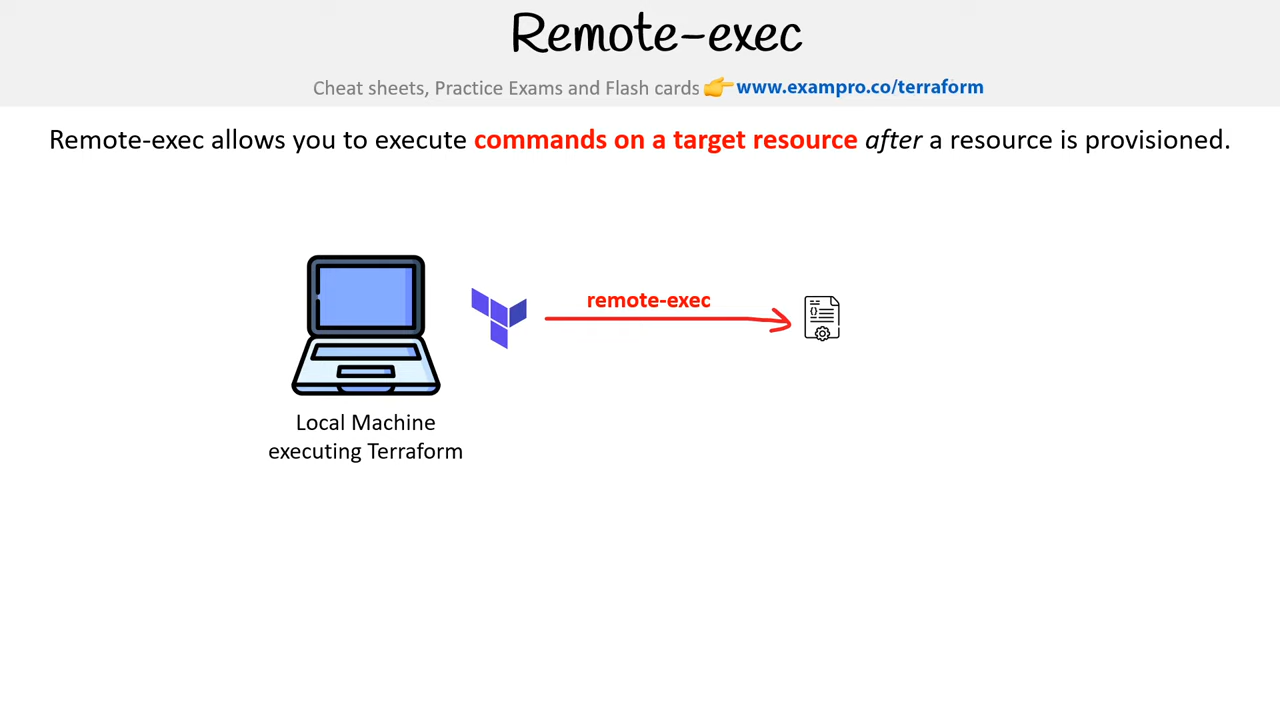 Remote-exec
Cheat sheets, Practice Exams and Flash cards 👉 www.exampro.co/terraform
Remote-exec allows you to execute commands on a target resource after a resource is provisioned.
remote-exec
{}
Local Machine
executing Terraform